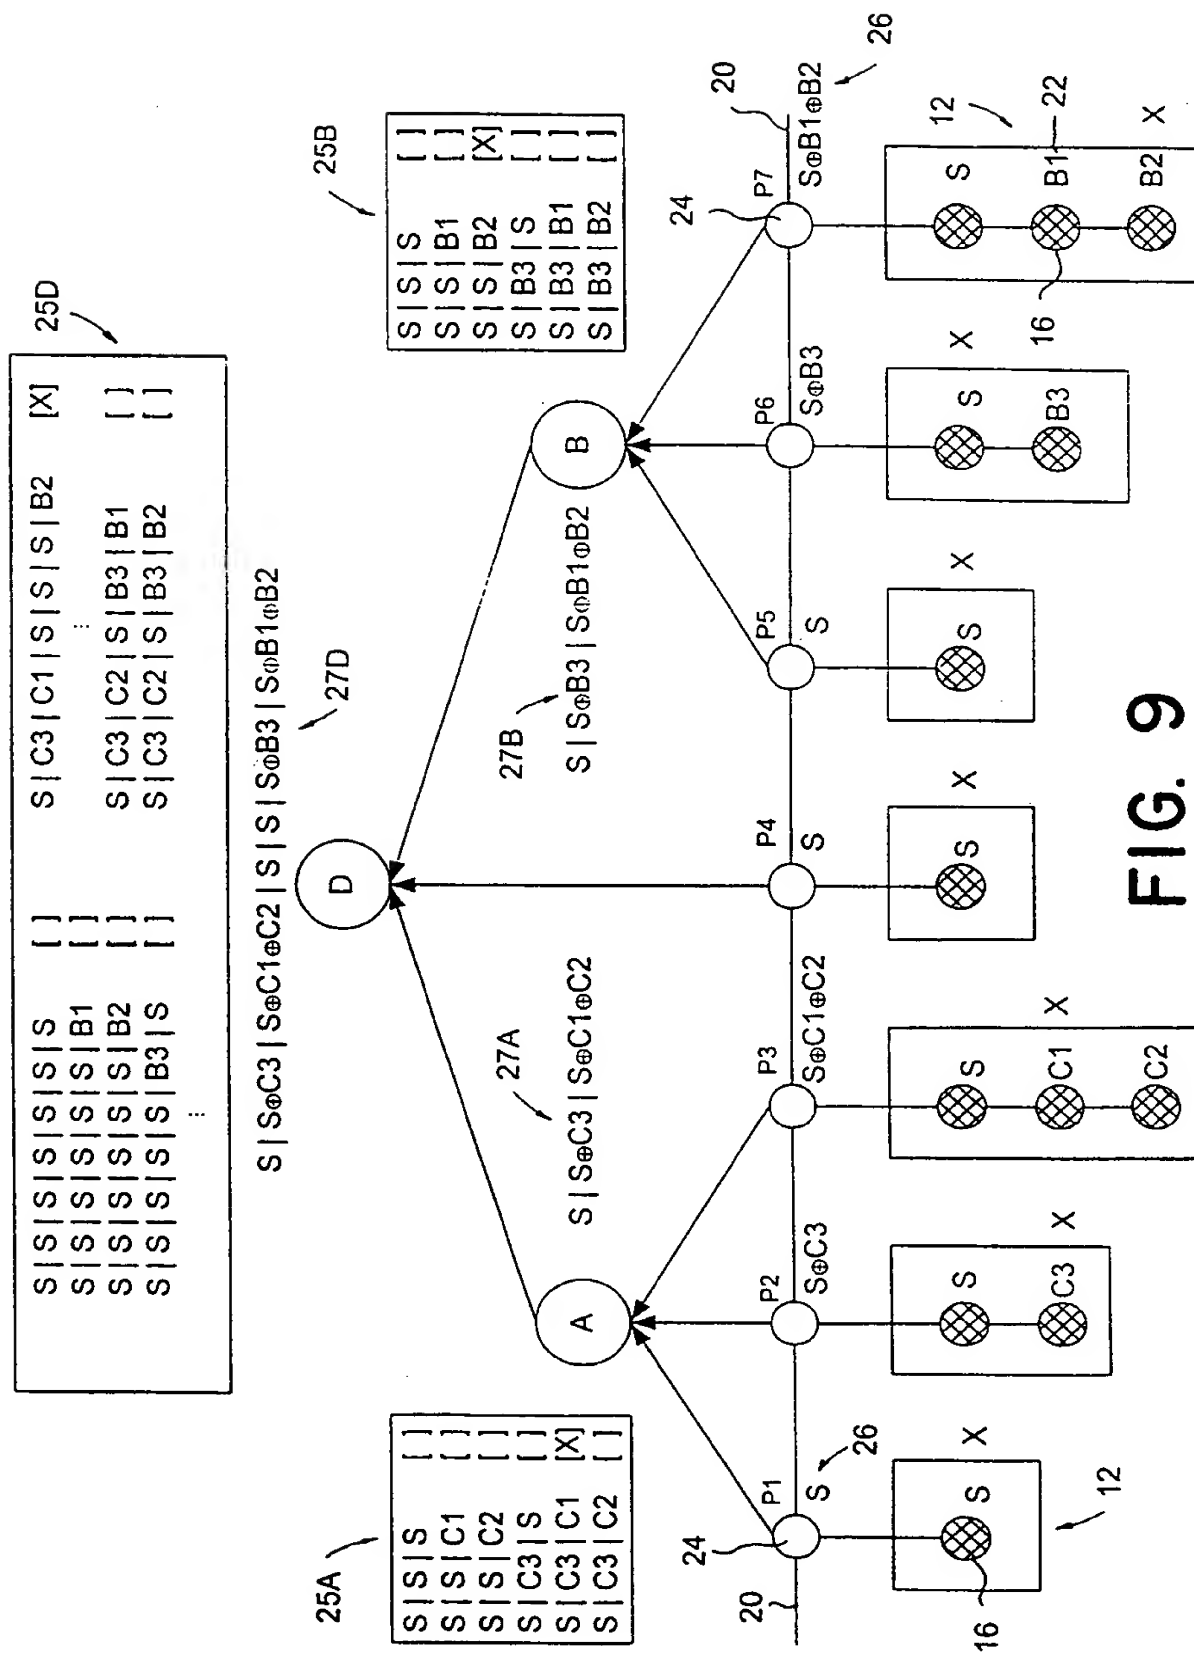 25D
S|S|S|S|S|S|S [ ]
S|S|S|S|S|S|B1 [ ]
S|S|S|S|S|S|B2 [ ]
S|S|S|S|S|B3|S [ ]
...
S|C3|C1|S|S|S|B2 [X]
...
S|C3|C2|S|S|B3|B1 [ ]
S|C3|C2|S|S|B3|B2 [ ]
S|S⊕C3|S⊕C1⊕C2|S|S|S⊕B3|S⊕B1⊕B2
27D
D
25A
S|S|S [ ]
S|S|C1 [ ]
S|S|C2 [ ]
S|C3|S [ ]
S|C3|C1 [X]
S|C3|C2 [ ]
A
27A
S|S⊕C3|S⊕C1⊕C2
27B
S|S⊕B3|S⊕B1⊕B2
B
25B
S|S|S [ ]
S|S|B1 [ ]
S|S|B2 [X]
S|B3|S [ ]
S|B3|B1 [ ]
S|B3|B2 [ ]
20
24
P1
S
26
P2
S⊕C3
P3
S⊕C1⊕C2
P4
S
P5
S
P6
S⊕B3
24
P7
S⊕B1⊕B2
20
26
S X
16
12
S
C3 X
S
C1 X
C2
S X
S X
S X
B3
12
S
B1 22
16
B2 X
FIG. 9